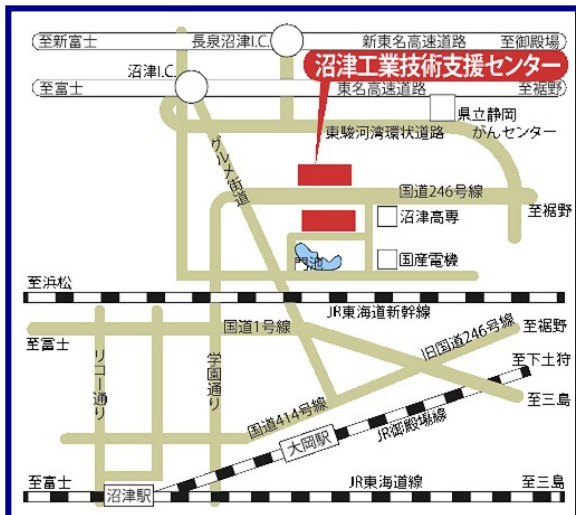 至新富士
長泉沼津I.C.
新東名高速道路
至御殿場
沼津I.C.
沼津工業技術支援センター
至富士
東名高速道路
至裾野
県立静岡
がんセンター
東駿河湾環状道路
グルメ街道
国道246号線
至裾野
沼津高専
門池
国産電機
至浜松
JR東海道新幹線
至富士
国道1号線
旧国道246号線
至裾野
リコー通り
学園通り
至下土狩
至三島
国道414号線
大岡駅
JR御殿場線
至富士
沼津駅
JR東海道線
至三島